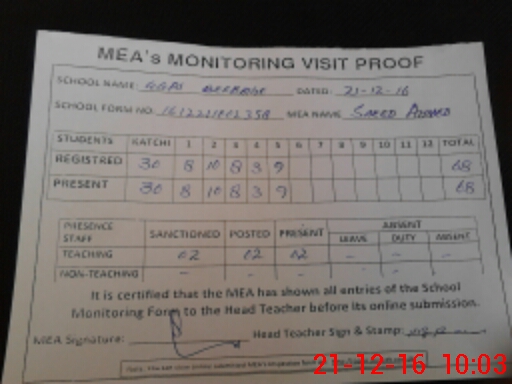 MEA's MONITORING VISIT PROOF
SCHOOL NAME: GGPS DATED: 21-12-16
SCHOOL FORM NO. MEA NAME Saeed Ahmed
STUDENTS KATCHI 1 2 3 4 5 6 7 8 9 10 11 12 TOTAL
REGISTRED 30 8 10 8 3 9 68
PRESENT 30 8 10 8 3 9 68
PRESENCE STAFF SANCTIONED POSTED PRESENT ABSENT
LEAVE DUTY ABSENT
TEACHING 02 02 02 - - -
NON-TEACHING - - - - - -
It is certified that the MEA has shown all entries of the School
Monitoring Form to the Head Teacher before its online submission.
MEA Signature: Head Teacher Sign & Stamp:
21-12-16 10:03